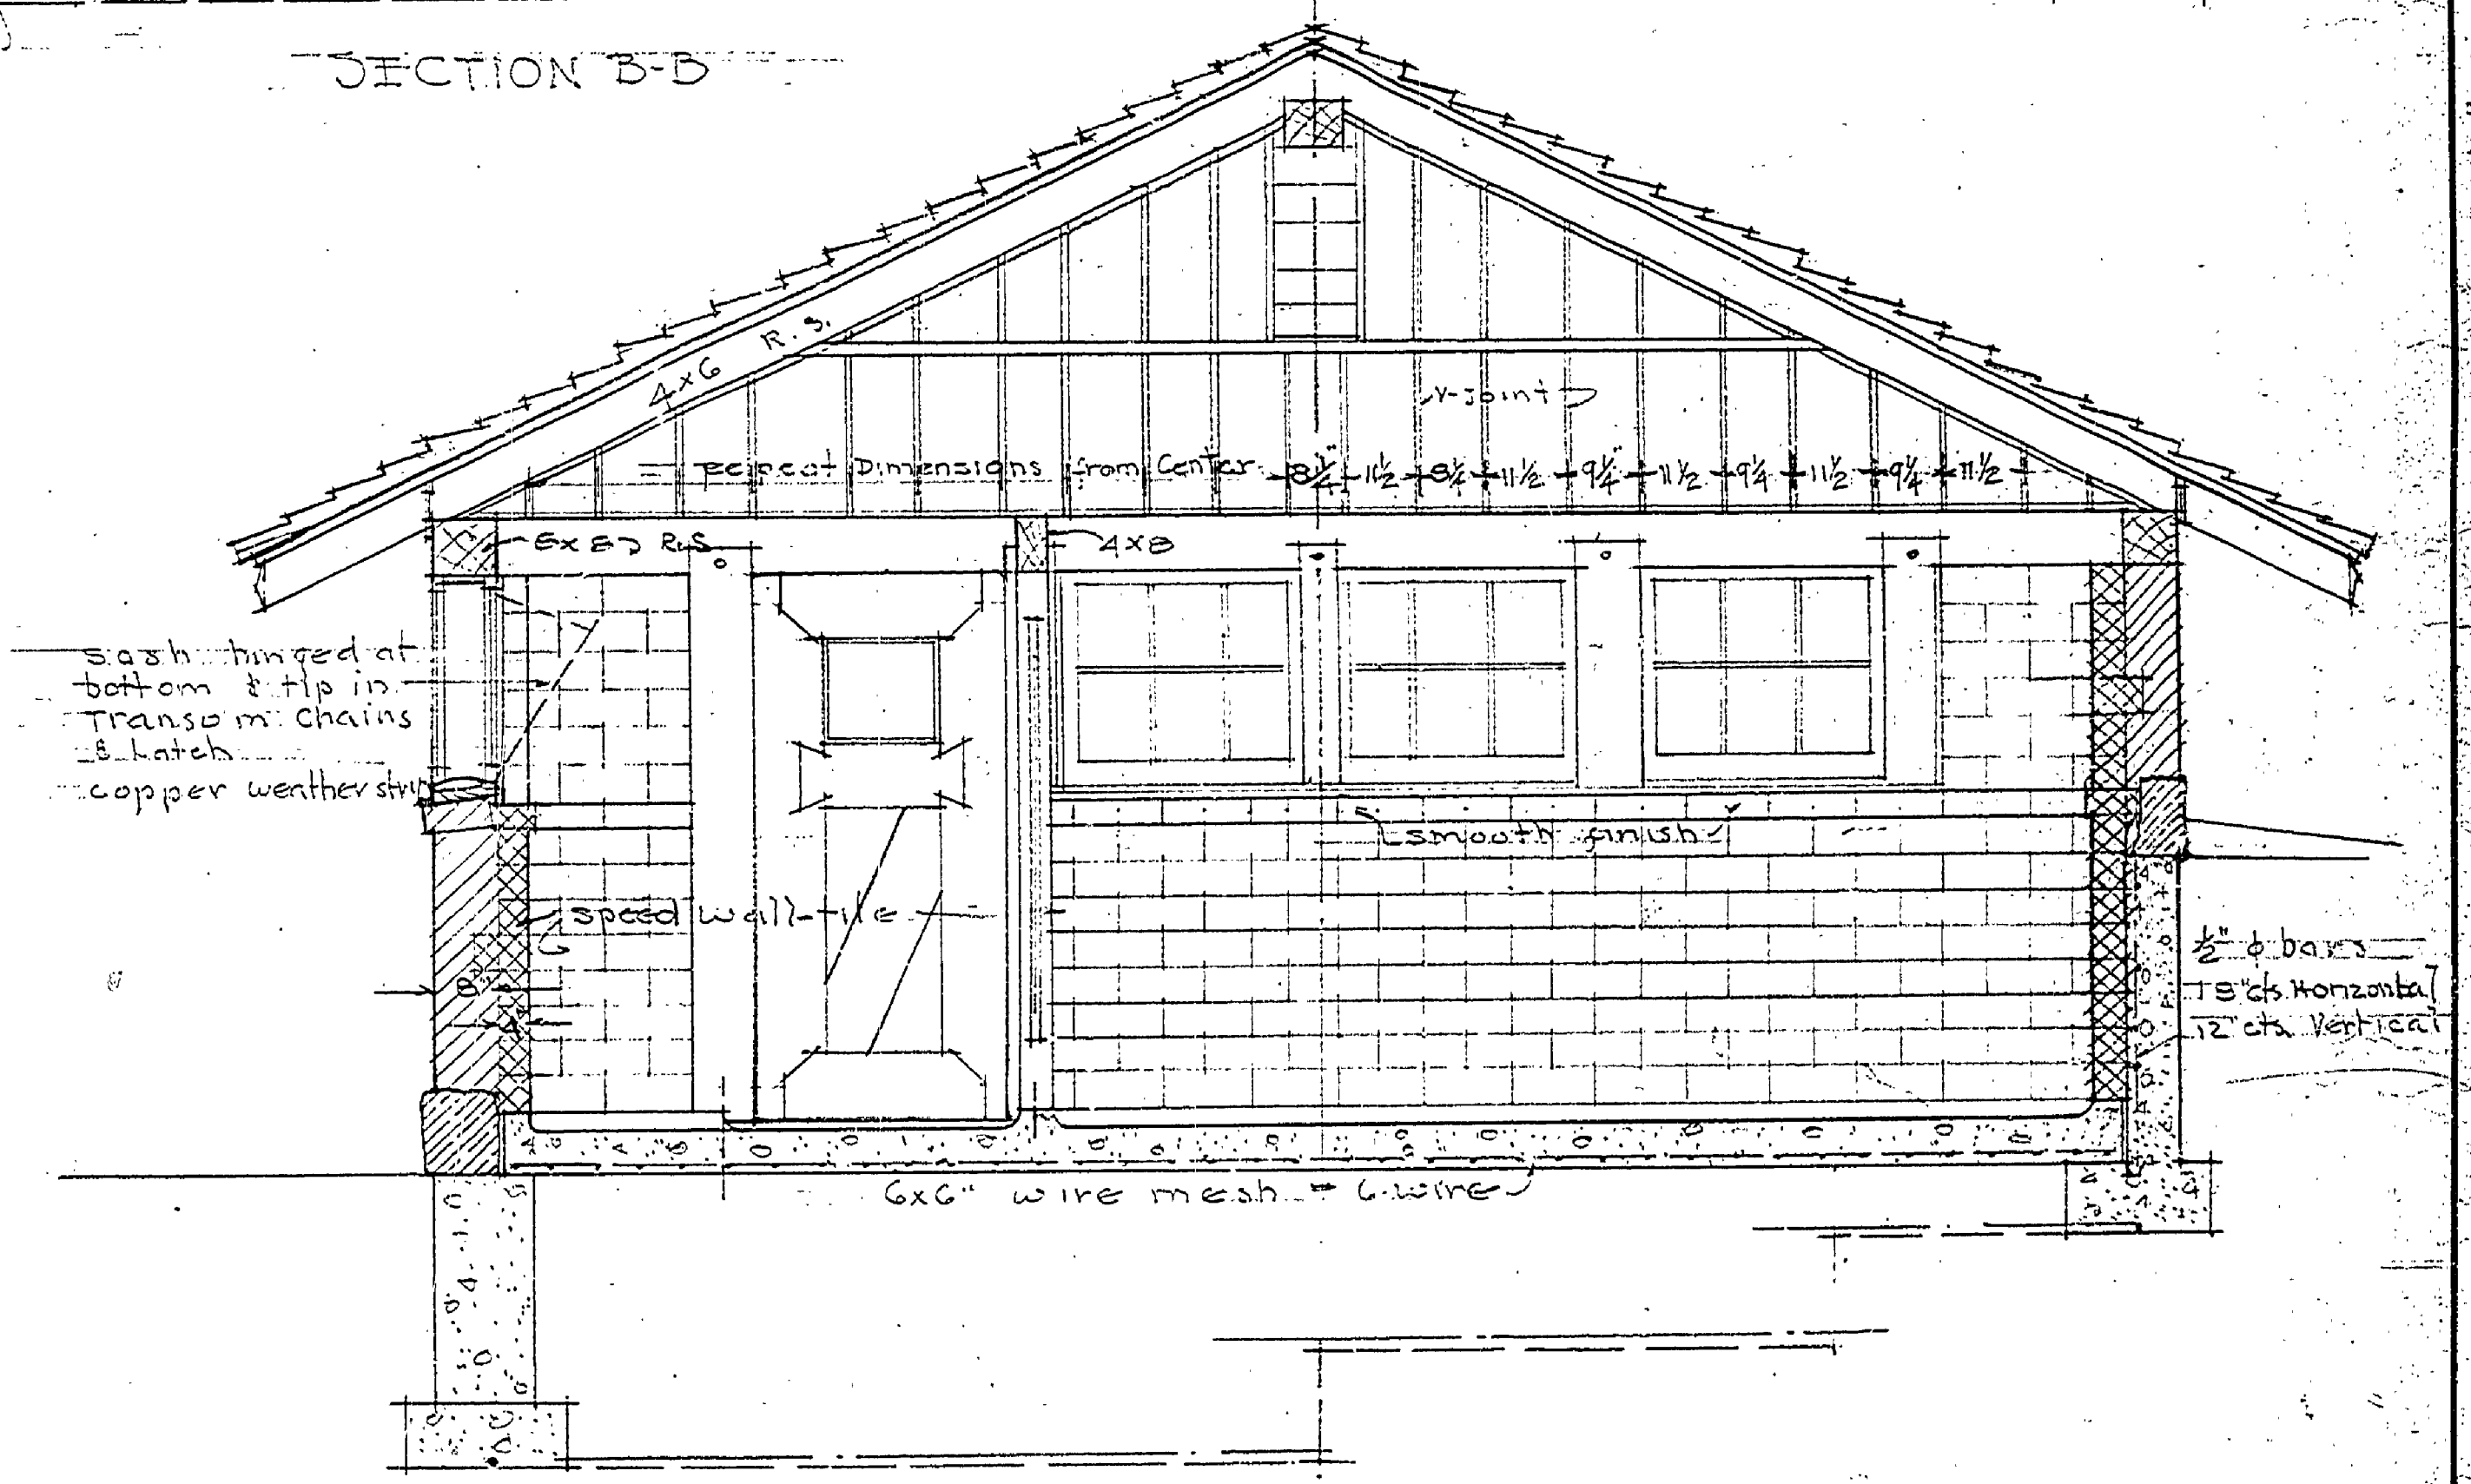 SECTION B-B
4x6 R.S.
V-Joint
repeat Dimensions from Center 8¼" 11½ 8¼ 11½ 9¼" 11½ 9¼ 11½ 9¼ 11½
R.S.
4x8
sash hinged at
bottom & tip in
Transom Chains
& Latch
copper weather strip
smooth finish
speed wall-tile
8"
4"
½" ϕ bars
18" cts Horizontal
12" cts Vertical
6x6" wire mesh = 6 wire